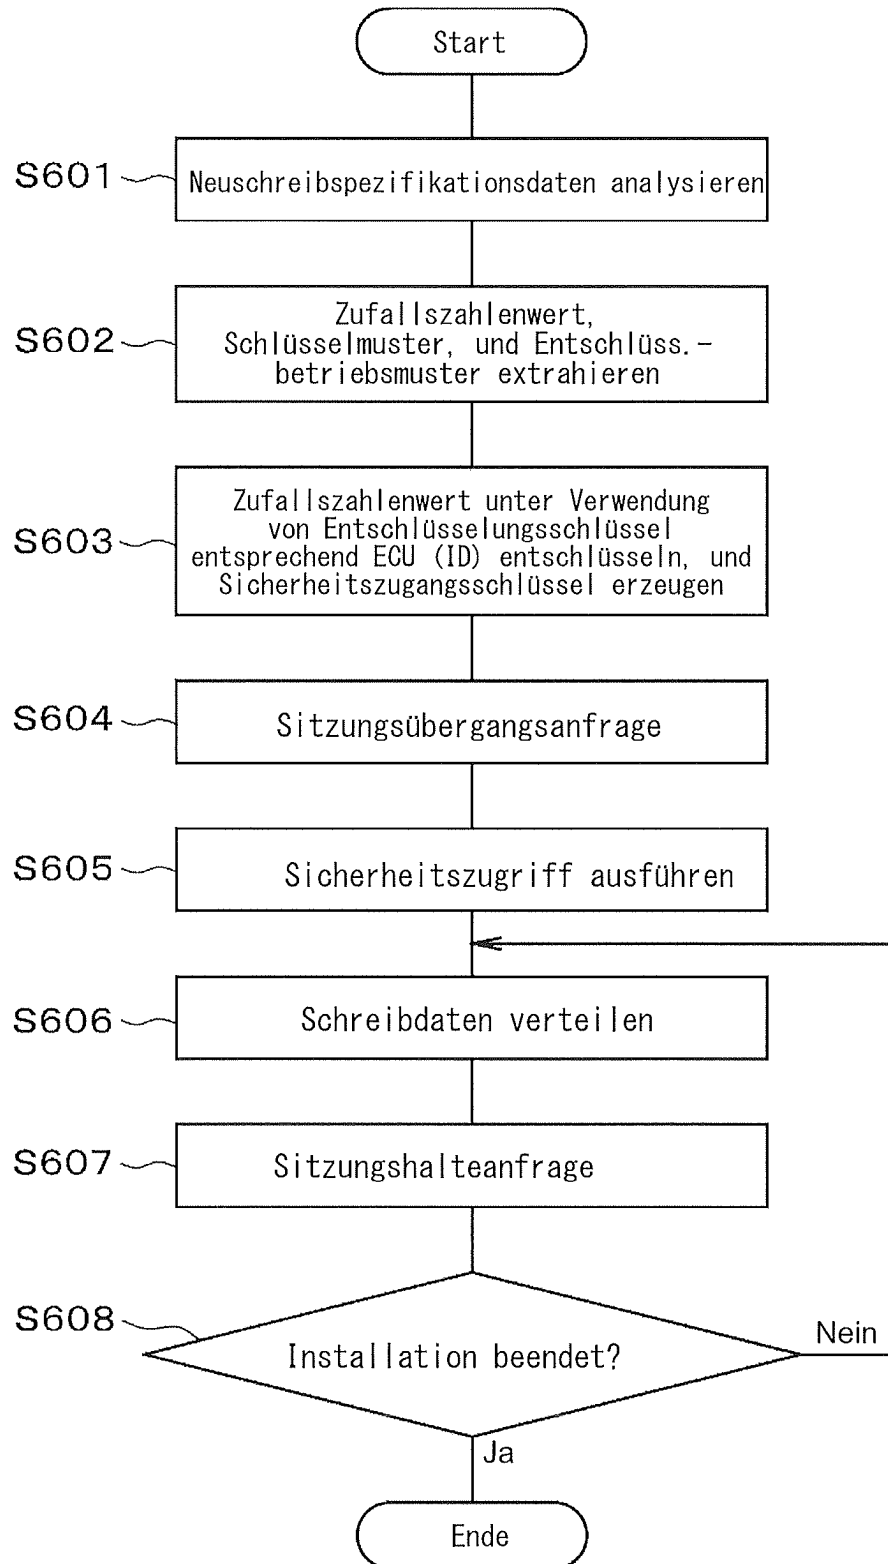 Start
S601
Neuschreibspezifikationsdaten analysieren
S602
Zufallszahlenwert,
Schlüsselmuster, und Entschlüss.-
betriebsmuster extrahieren
S603
Zufallszahlenwert unter Verwendung
von Entschlüsselungsschlüssel
entsprechend ECU (ID) entschlüsseln, und
Sicherheitszugangsschlüssel erzeugen
S604
Sitzungsübergangsanfrage
S605
Sicherheitszugriff ausführen
S606
Schreibdaten verteilen
S607
Sitzungshalteanfrage
S608
Installation beendet?
Nein
Ja
Ende